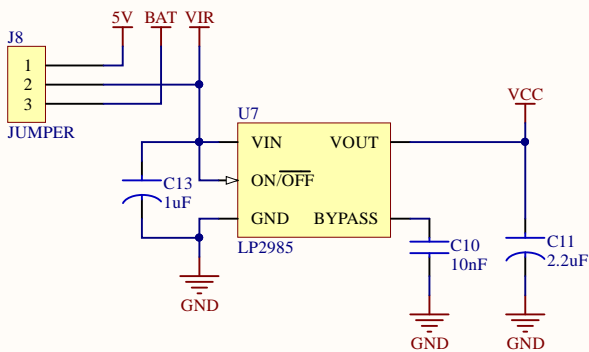 5V BAT VIR
J8
1
2
3
JUMPER
U7
VCC
VIN VOUT
ON/OFF
GND BYPASS
LP2985
C13
1uF
C10
10nF
C11
2.2uF
GND
GND GND